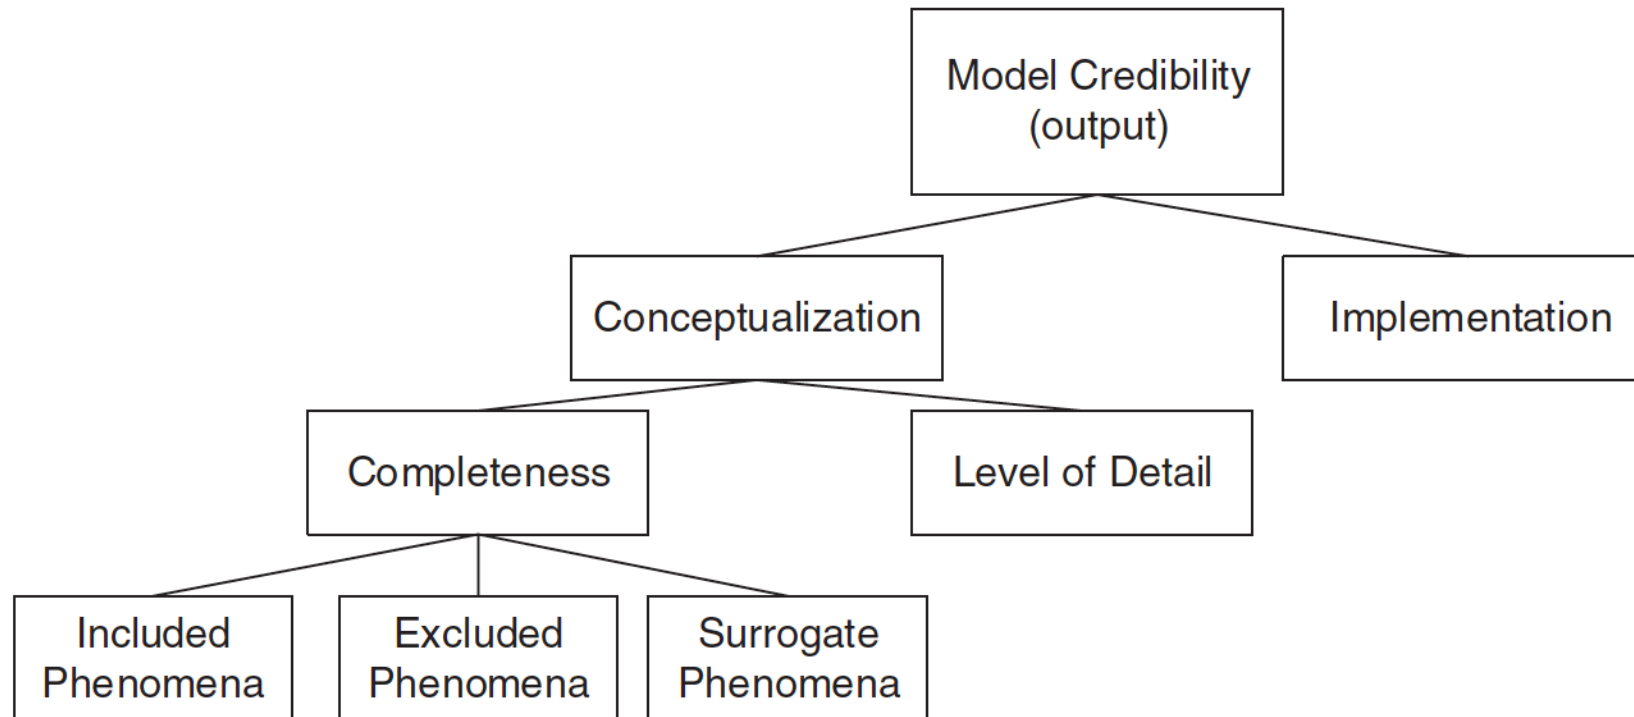 Model Credibility
(output)
Conceptualization
Implementation
Completeness
Level of Detail
Included
Phenomena
Excluded
Phenomena
Surrogate
Phenomena